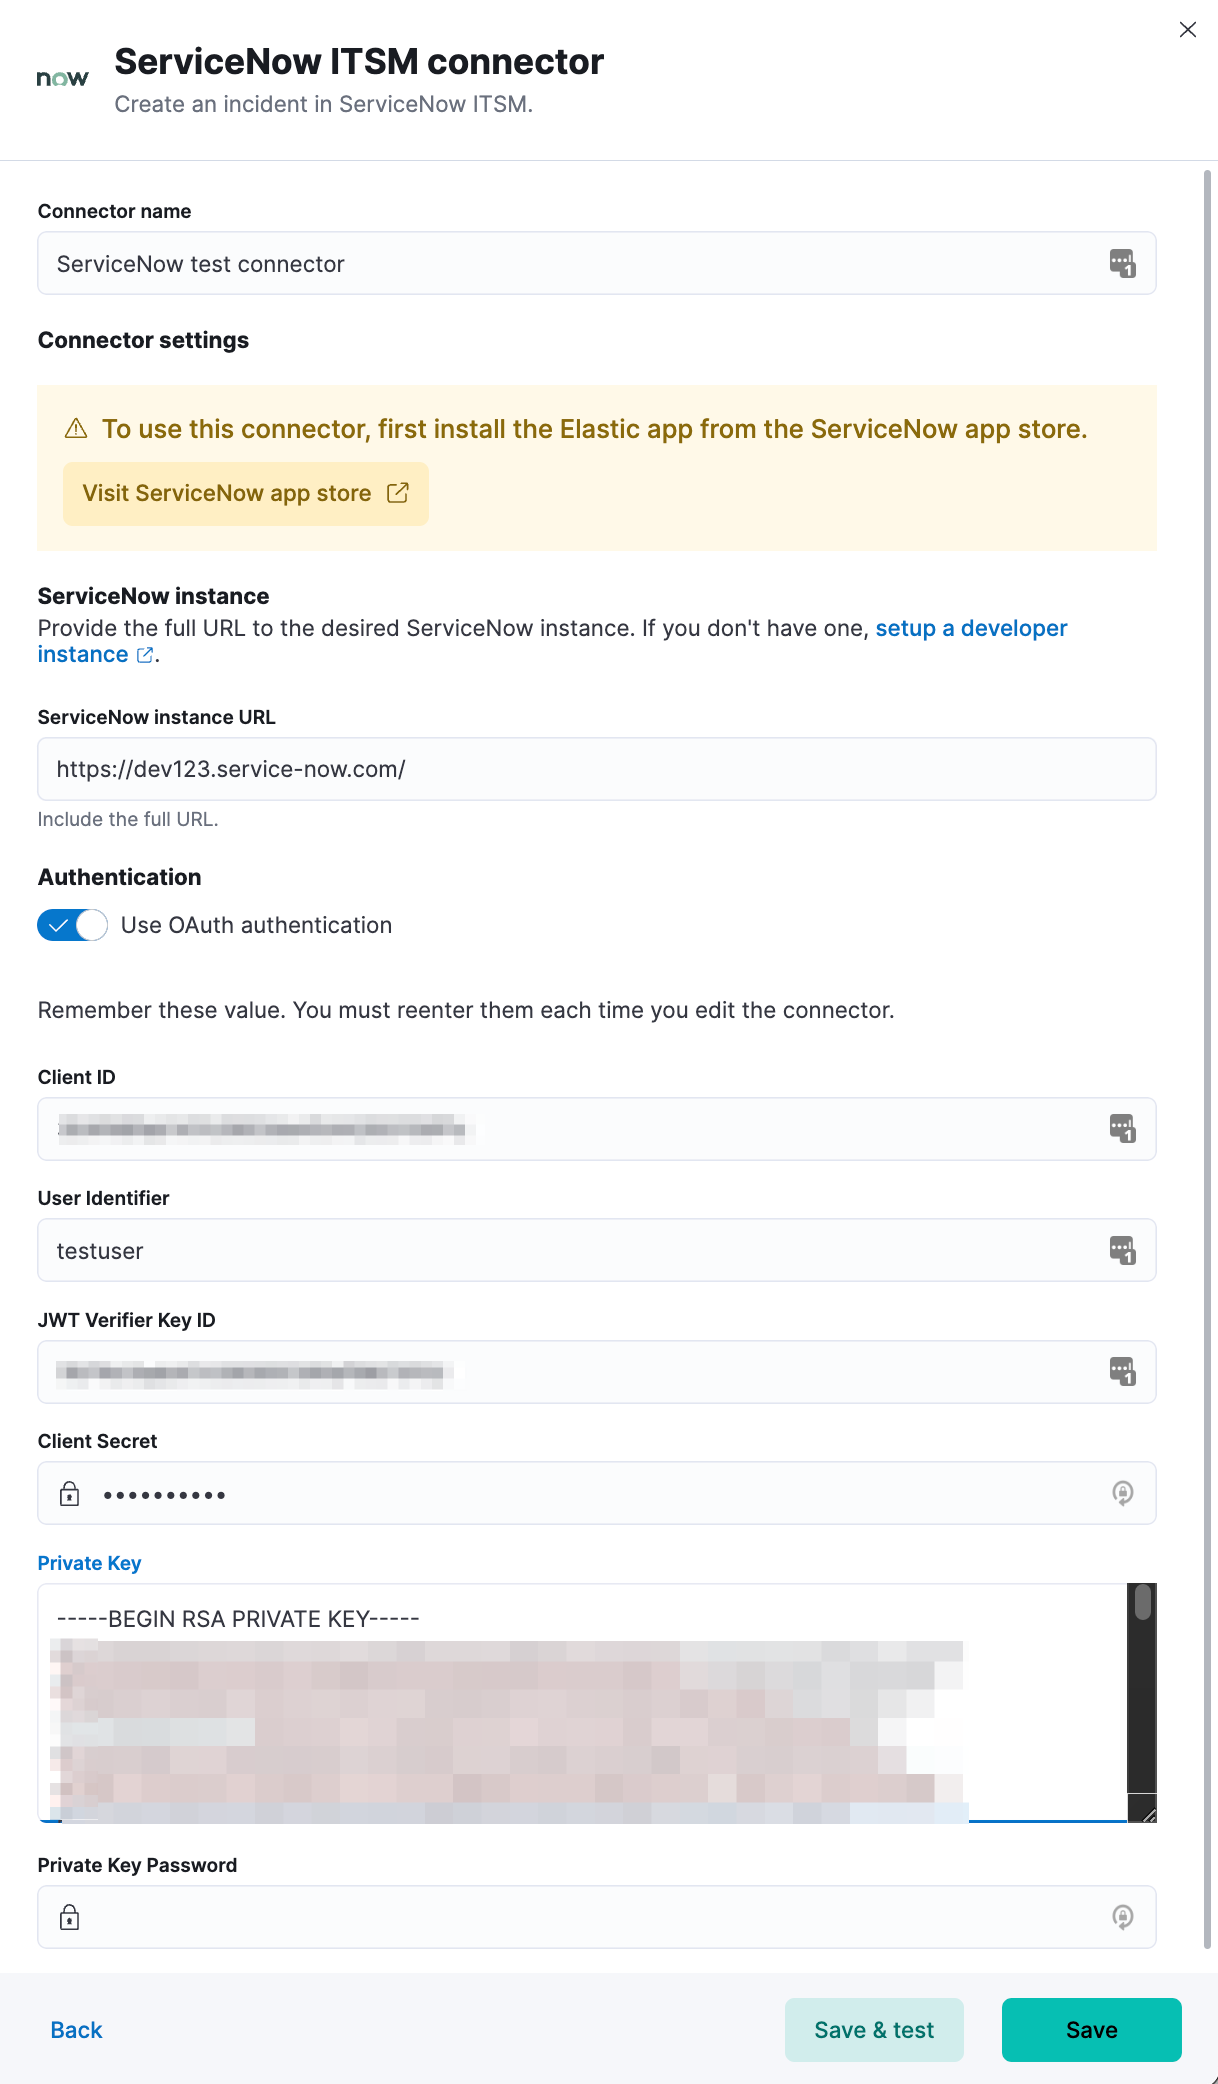 now
ServiceNow ITSM connector
Create an incident in ServiceNow ITSM.
Connector name
ServiceNow test connector
Connector settings
To use this connector, first install the Elastic app from the ServiceNow app store.
Visit ServiceNow app store
ServiceNow instance
Provide the full URL to the desired ServiceNow instance. If you don't have one, setup a developer
instance.
ServiceNow instance URL
https://dev123.service-now.com/
Include the full URL.
Authentication
Use OAuth authentication
Remember these value. You must reenter them each time you edit the connector.
Client ID
User Identifier
testuser
JWT Verifier Key ID
Client Secret
••••••••••
Private Key
-----BEGIN RSA PRIVATE KEY-----
Private Key Password
Back
Save & test
Save